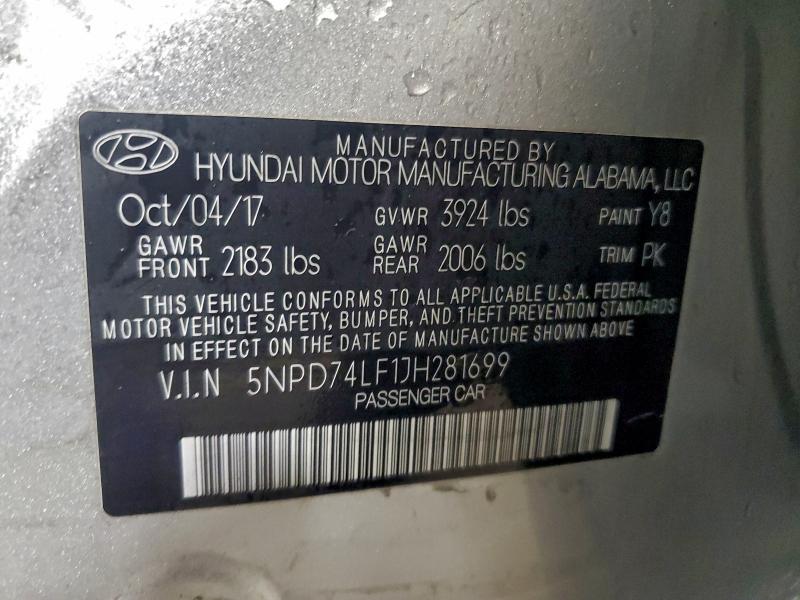 MANUFACTURED BY
HYUNDAI MOTOR MANUFACTURING ALABAMA, LLC
Oct/04/17 GVWR 3924 lbs PAINT Y8
GAWR FRONT 2183 lbs GAWR REAR 2006 lbs TRIM PK
THIS VEHICLE CONFORMS TO ALL APPLICABLE U.S.A. FEDERAL
MOTOR VEHICLE SAFETY, BUMPER, AND THEFT PREVENTION STANDARDS
IN EFFECT ON THE DATE OF MANUFACTURE SHOWN ABOVE
V.I.N 5NPD74LF1JH281699
PASSENGER CAR